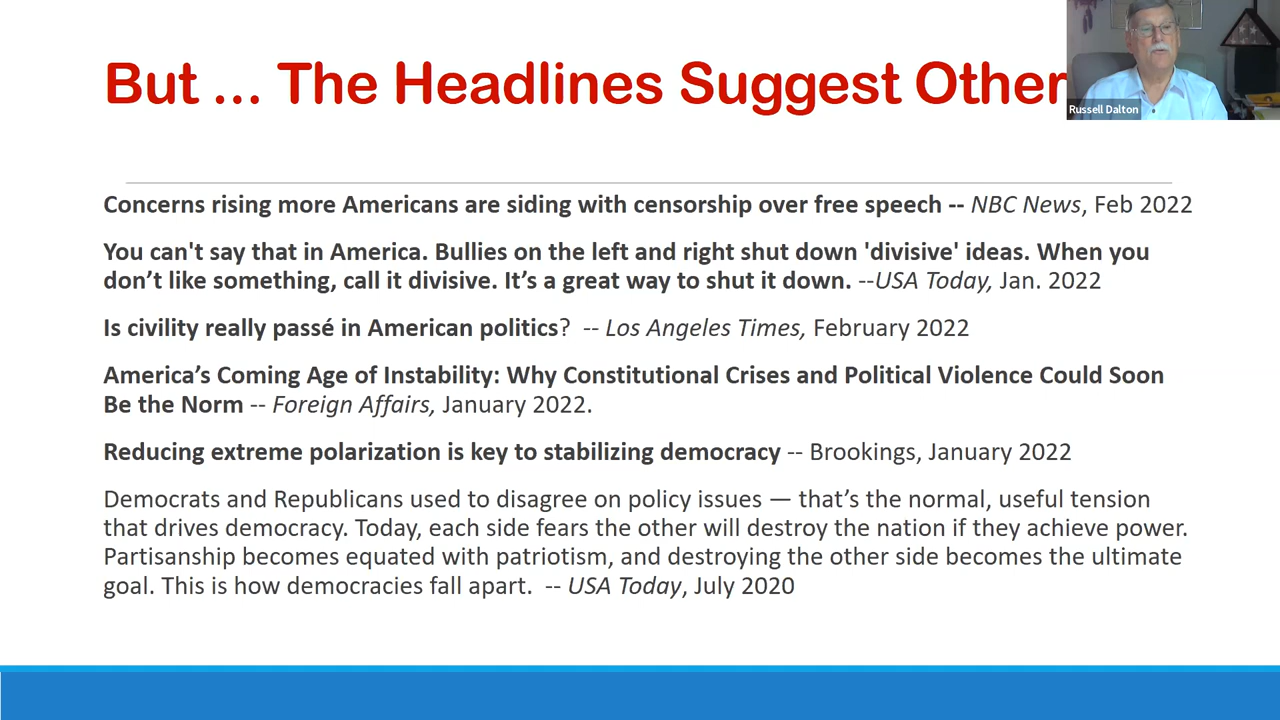 But … The Headlines Suggest Other
Russell Dalton
Concerns rising more Americans are siding with censorship over free speech -- NBC News, Feb 2022
You can't say that in America. Bullies on the left and right shut down 'divisive' ideas. When you
don’t like something, call it divisive. It’s a great way to shut it down. --USA Today, Jan. 2022
Is civility really passé in American politics? -- Los Angeles Times, February 2022
America’s Coming Age of Instability: Why Constitutional Crises and Political Violence Could Soon
Be the Norm -- Foreign Affairs, January 2022.
Reducing extreme polarization is key to stabilizing democracy -- Brookings, January 2022
Democrats and Republicans used to disagree on policy issues — that’s the normal, useful tension
that drives democracy. Today, each side fears the other will destroy the nation if they achieve power.
Partisanship becomes equated with patriotism, and destroying the other side becomes the ultimate
goal. This is how democracies fall apart. -- USA Today, July 2020